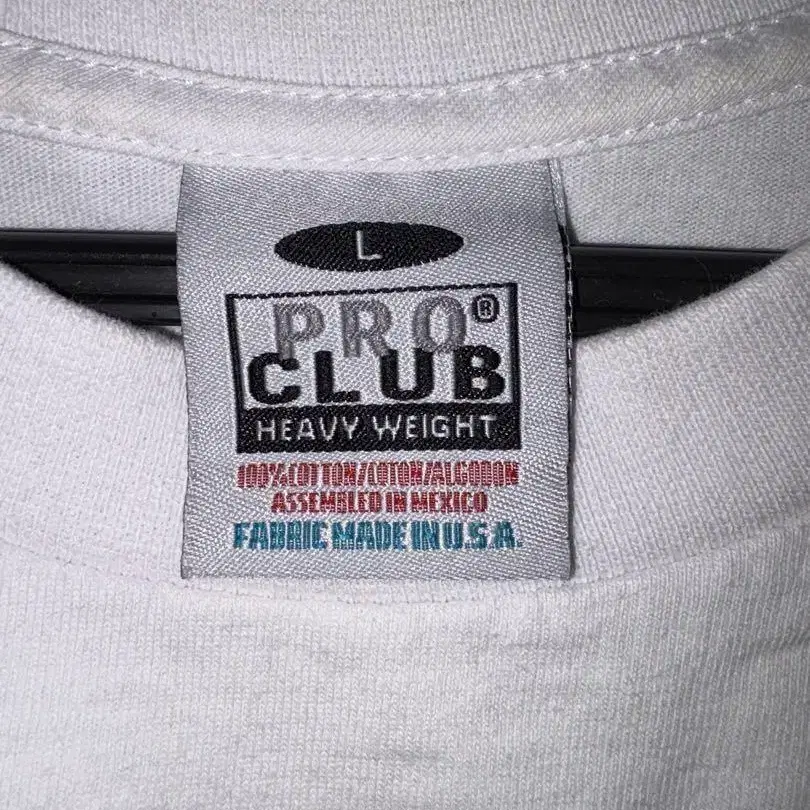 L
PRO®
CLUB
HEAVY WEIGHT
100%COTTON/COTON/ALGODON
ASSEMBLED IN MEXICO
FABRIC MADE IN U.S.A.